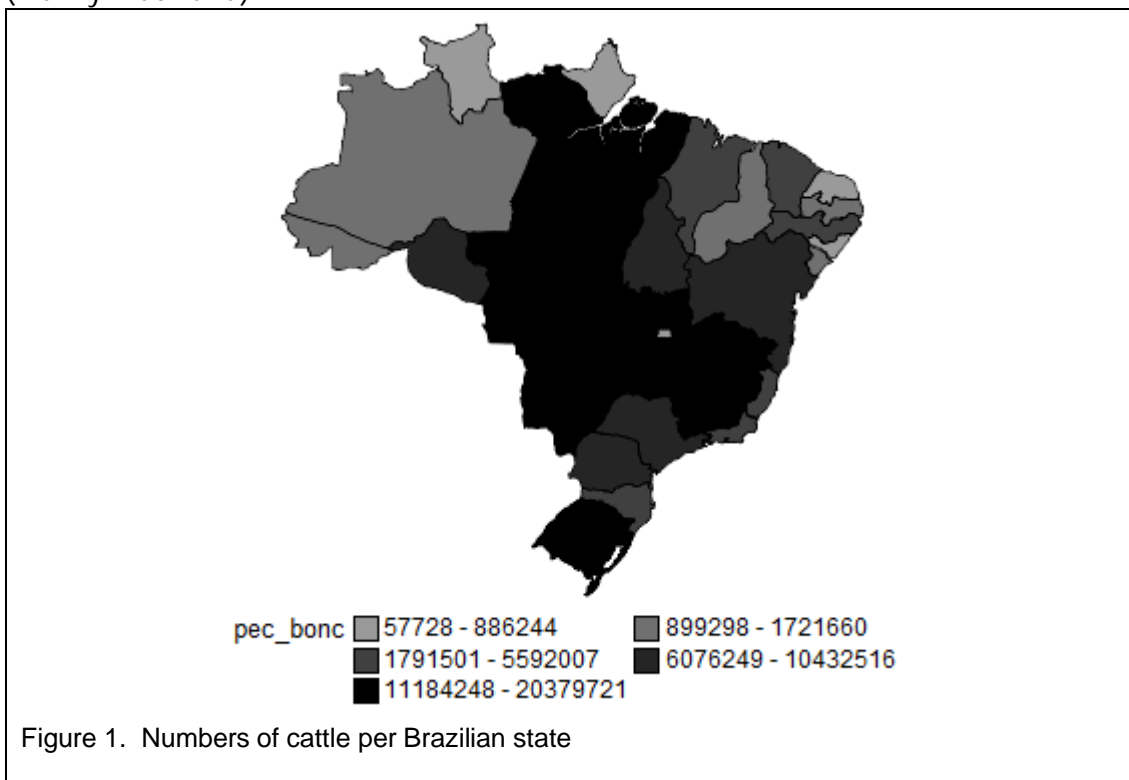 pec_bonc 57728 - 886244 899298 - 1721660
1791501 - 5592007 6076249 - 10432516
11184248 - 20379721
Figure 1. Numbers of cattle per Brazilian state